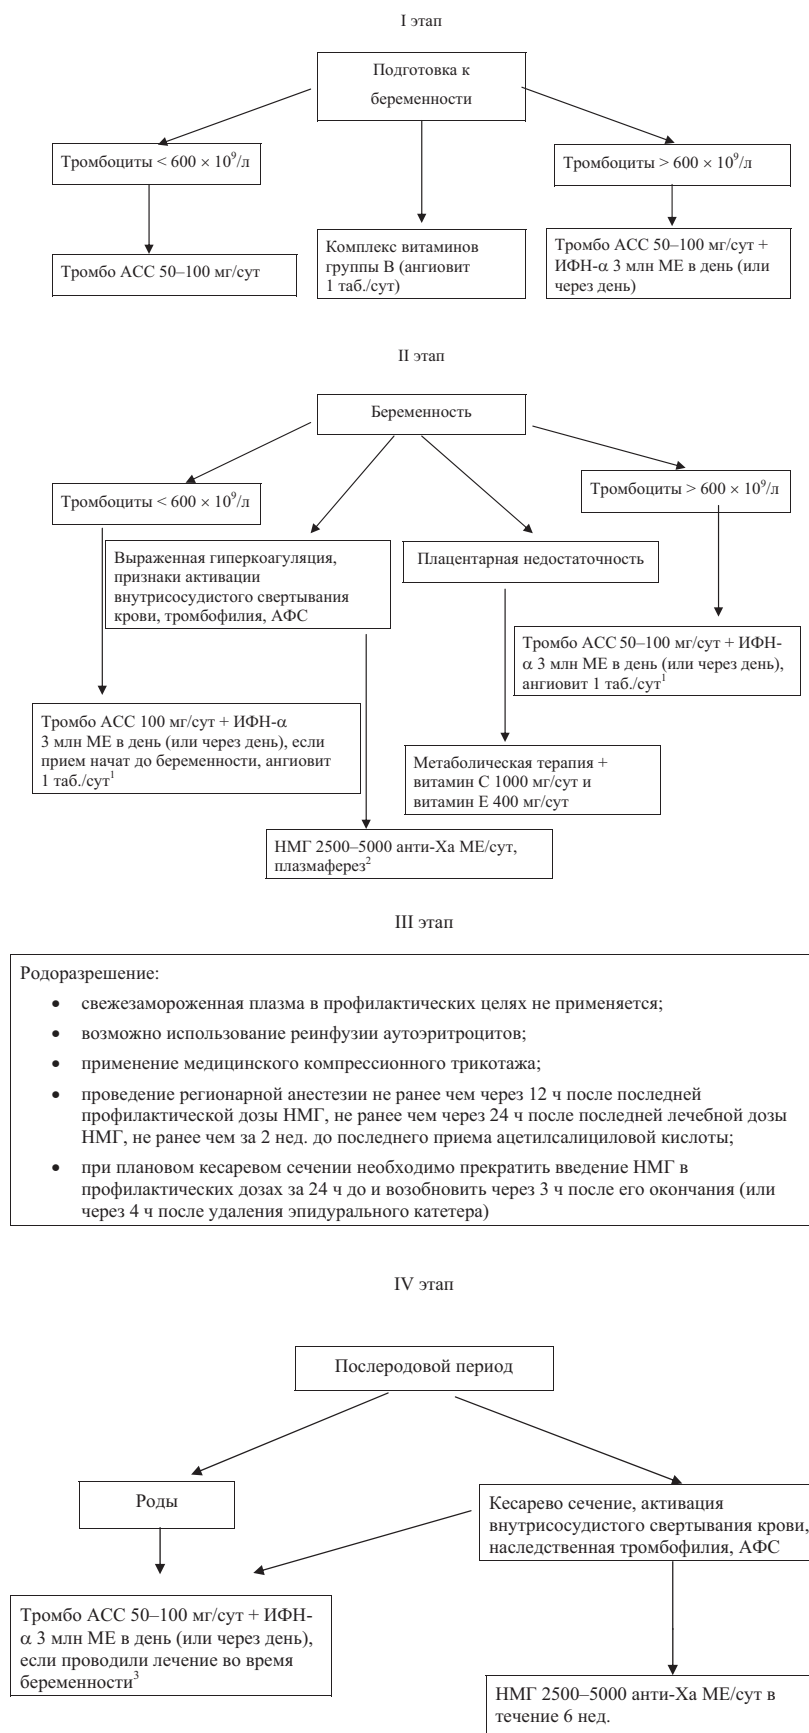 I этап
Подготовка к
беременности
Тромбоциты < 600 × 10⁹/л
Тромбоциты > 600 × 10⁹/л
Тромбо АСС 50–100 мг/сут
Комплекс витаминов
группы В (ангиовит
1 таб./сут)
Тромбо АСС 50–100 мг/сут +
ИФН-α 3 млн МЕ в день (или
через день)
II этап
Беременность
Тромбоциты < 600 × 10⁹/л
Тромбоциты > 600 × 10⁹/л
Выраженная гиперкоагуляция,
признаки активации
внутрисосудистого свертывания
крови, тромбофилия, АФС
Плацентарная недостаточность
Тромбо АСС 50–100 мг/сут + ИФН-
α 3 млн МЕ в день (или через день),
ангиовит 1 таб./сут¹
Тромбо АСС 100 мг/сут + ИФН-α
3 млн МЕ в день (или через день), если
прием начат до беременности, ангиовит
1 таб./сут¹
Метаболическая терапия +
витамин С 1000 мг/сут и
витамин Е 400 мг/сут
НМГ 2500–5000 анти-Ха МЕ/сут,
плазмаферез²
III этап
Родоразрешение:
• свежезамороженная плазма в профилактических целях не применяется;
• возможно использование реинфузии аутоэритроцитов;
• применение медицинского компрессионного трикотажа;
• проведение регионарной анестезии не ранее чем через 12 ч после последней
профилактической дозы НМГ, не ранее чем через 24 ч после последней лечебной дозы
НМГ, не ранее чем за 2 нед. до последнего приема ацетилсалициловой кислоты;
• при плановом кесаревом сечении необходимо прекратить введение НМГ в
профилактических дозах за 24 ч до и возобновить через 3 ч после его окончания (или
через 4 ч после удаления эпидурального катетера)
IV этап
Послеродовой период
Роды
Кесарево сечение, активация
внутрисосудистого свертывания крови,
наследственная тромбофилия, АФС
Тромбо АСС 50–100 мг/сут + ИФН-
α 3 млн МЕ в день (или через день),
если проводили лечение во время
беременности³
НМГ 2500–5000 анти-Ха МЕ/сут в
течение 6 нед.